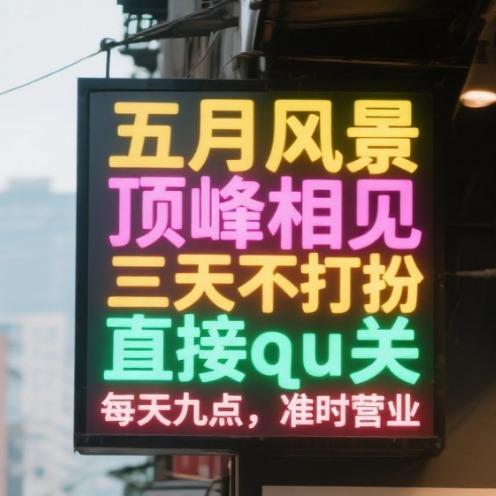 五月风景
顶峰相见
三天不打扮
直接qu关
每天九点，准时营业